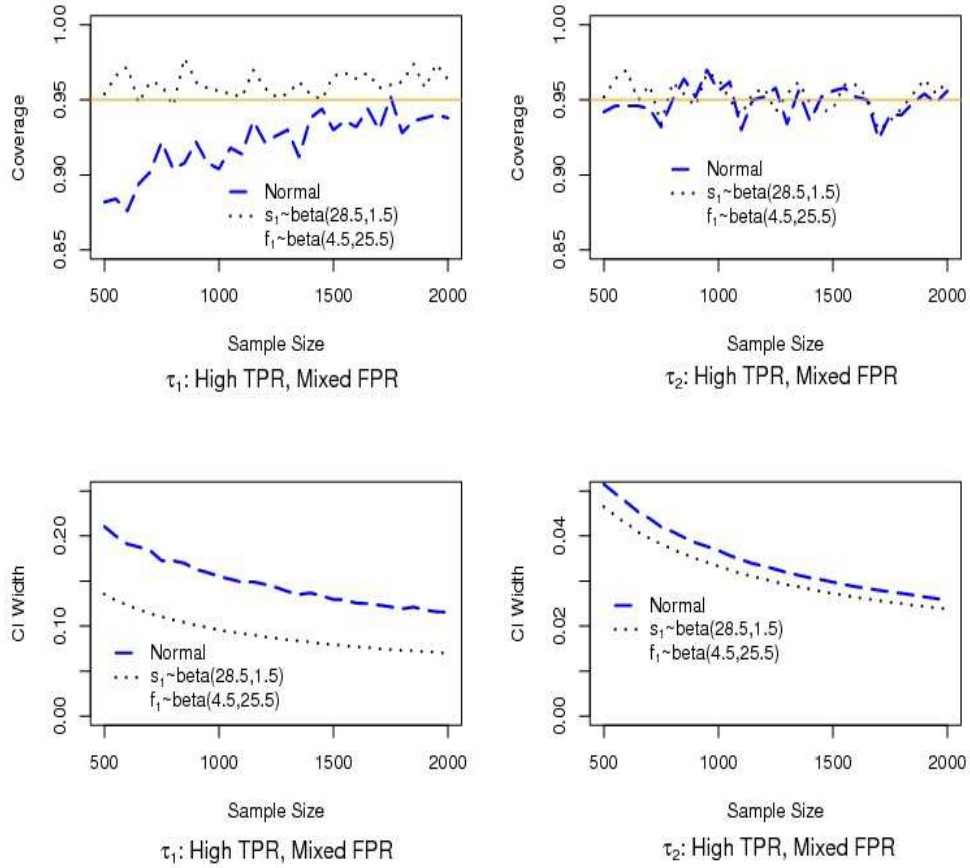 Coverage
1.00
0.95
0.90
0.85
Normal
s₁~beta(28.5,1.5)
f₁~beta(4.5,25.5)
500 1000 1500 2000
Sample Size
τ₁: High TPR, Mixed FPR
Coverage
1.00
0.95
0.90
0.85
Normal
s₁~beta(28.5,1.5)
f₁~beta(4.5,25.5)
500 1000 1500 2000
Sample Size
τ₂: High TPR, Mixed FPR
CI Width
0.20
0.10
0.00
Normal
s₁~beta(28.5,1.5)
f₁~beta(4.5,25.5)
500 1000 1500 2000
Sample Size
τ₁: High TPR, Mixed FPR
CI Width
0.04
0.02
0.00
Normal
s₁~beta(28.5,1.5)
f₁~beta(4.5,25.5)
500 1000 1500 2000
Sample Size
τ₂: High TPR, Mixed FPR